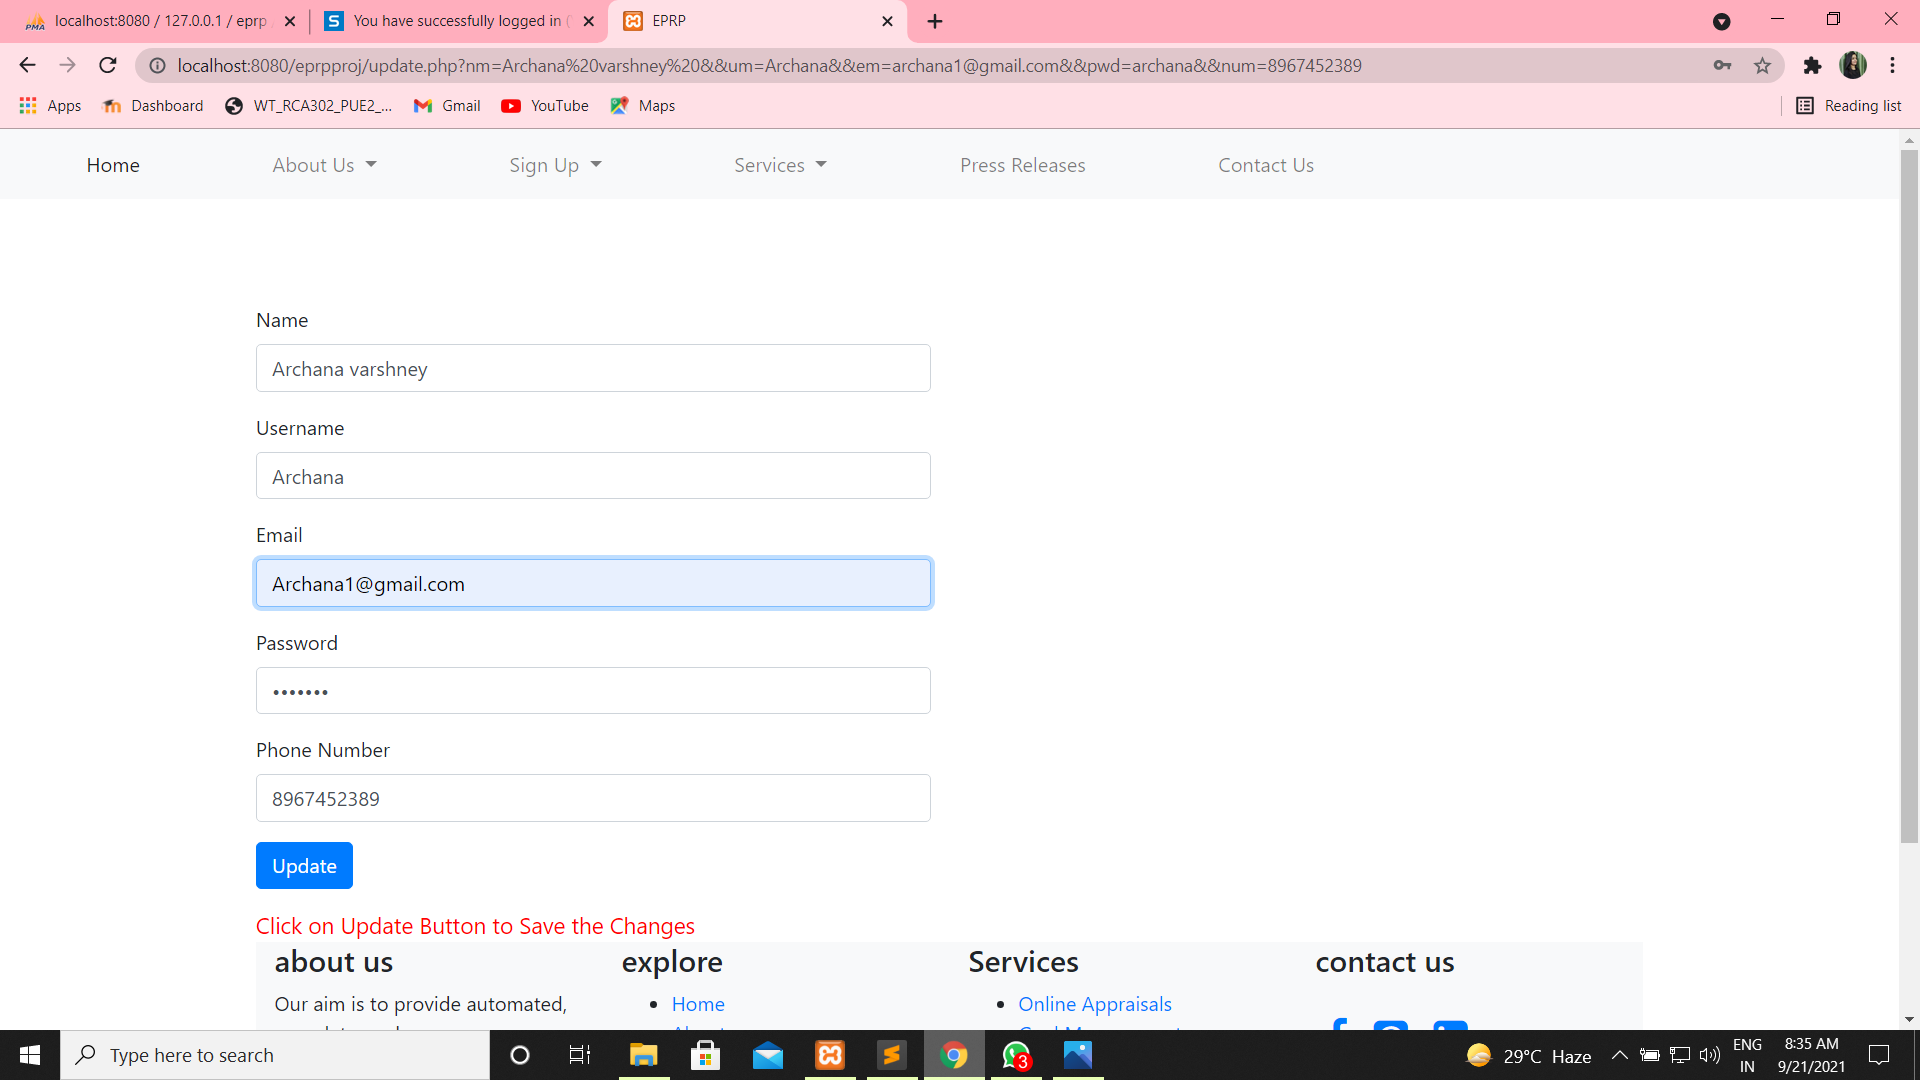 localhost:8080 / 127.0.0.1 / eprp
You have successfully logged in
EPRP
localhost:8080/eprpproj/update.php?nm=Archana%20varshney%20&&um=Archana&&em=archana1@gmail.com&&pwd=archana&&num=8967452389
Apps Dashboard WT_RCA302_PUE2_... Gmail YouTube Maps Reading list
Home About Us Sign Up Services Press Releases Contact Us
Name
Archana varshney
Username
Archana
Email
Archana1@gmail.com
Password
•••••••
Phone Number
8967452389
Update
Click on Update Button to Save the Changes
about us explore Services contact us
Our aim is to provide automated, • Home • Online Appraisals
Type here to search
3
29°C Haze
ENG
IN
8:35 AM
9/21/2021